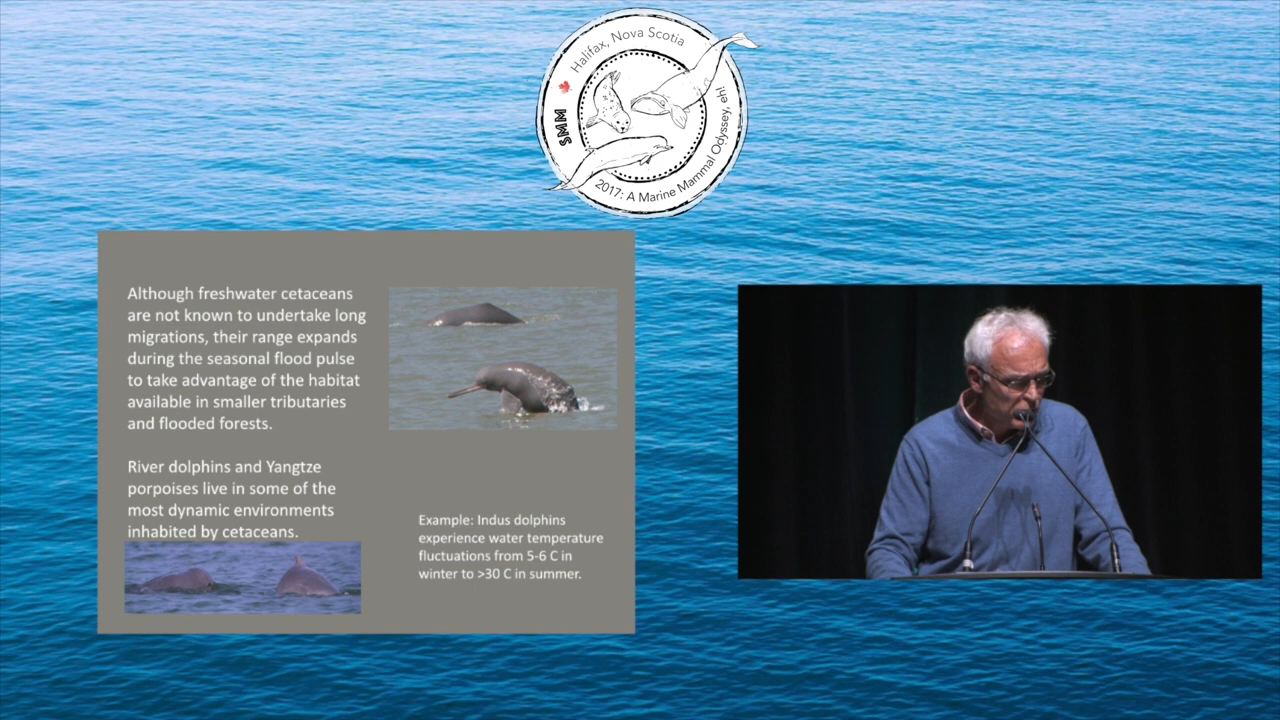 Halifax, Nova Scotia
SMM
2017: A Marine Mammal Odyssey, eh!
Although freshwater cetaceans
are not known to undertake long
migrations, their range expands
during the seasonal flood pulse
to take advantage of the habitat
available in smaller tributaries
and flooded forests.
River dolphins and Yangtze
porpoises live in some of the
most dynamic environments
inhabited by cetaceans.
Example: Indus dolphins
experience water temperature
fluctuations from 5-6 C in
winter to >30 C in summer.